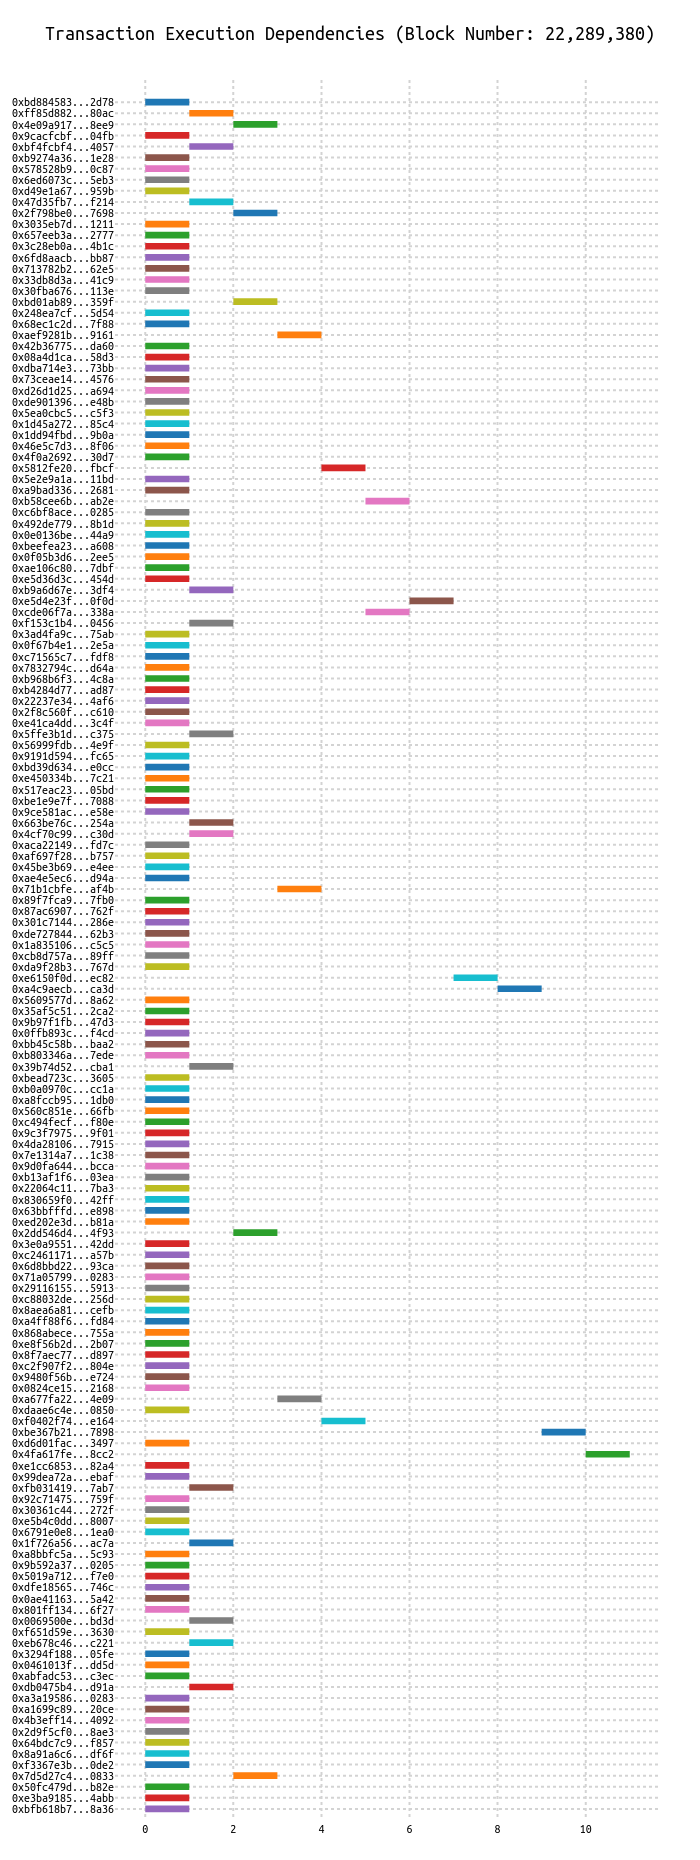 Transaction Execution Dependencies (Block Number: 22,289,380)
0xbd884583...2d78
0xff85d882...80ac
0x4e09a917...8ee9
0x9cacfcbf...04fb
0xbf4fcbf4...4057
0xb9274a36...1e28
0x578528b9...0c87
0x6ed6073c...5eb3
0xd49e1a67...959b
0x47d35fb7...f214
0x2f798be0...7698
0x3035eb7d...1211
0x657eeb3a...2777
0x3c28eb0a...4b1c
0x6fd8aacb...bb87
0x713782b2...62e5
0x33db8d3a...41c9
0x30fba676...113e
0xbd01ab89...359f
0x248ea7cf...5d54
0x68ec1c2d...7f88
0xaef9281b...9161
0x42b36775...da60
0x08a4d1ca...58d3
0xdba714e3...73bb
0x73ceae14...4576
0xd26d1d25...a694
0xde901396...e48b
0x5ea0cbc5...c5f3
0x1d45a272...85c4
0x1dd94fbd...9b0a
0x46e5c7d3...8f06
0x4f0a2692...30d7
0x5812fe20...fbcf
0x5e2e9a1a...11bd
0xa9bad336...2681
0xb58cee6b...ab2e
0xc6bf8ace...0285
0x492de779...8b1d
0x0e0136be...44a9
0xbeefea23...a608
0x0f05b3d6...2ee5
0xae106c80...7dbf
0xe5d36d3c...454d
0xb9a6d67e...3df4
0xe5d4e23f...0f0d
0xcde06f7a...338a
0xf153c1b4...0456
0x3ad4fa9c...75ab
0x0f67b4e1...2e5a
0xc71565c7...fdf8
0x7832794c...d64a
0xb968b6f3...4c8a
0xb4284d77...ad87
0x22237e34...4af6
0x2f8c560f...c610
0xe41ca4dd...3c4f
0x5ffe3b1d...c375
0x56999fdb...4e9f
0x9191d594...fc65
0xbd39d634...e0cc
0xe450334b...7c21
0x517eac23...05bd
0xbe1e9e7f...7088
0x9ce581ac...e58e
0x663be76c...254a
0x4cf70c99...c30d
0xaca22149...fd7c
0xaf697f28...b757
0x45be3b69...e4ee
0xae4e5ec6...d94a
0x71b1cbfe...af4b
0x89f7fca9...7fb0
0x87ac6907...762f
0x301c7144...286e
0xde727844...62b3
0x1a835106...c5c5
0xcb8d757a...89ff
0xda9f28b3...767d
0xe6150f0d...ec82
0xa4c9aecb...ca3d
0x5609577d...8a62
0x35af5c51...2ca2
0x9b97f1fb...47d3
0x0ffb893c...f4cd
0xbb45c58b...baa2
0xb803346a...7ede
0x39b74d52...cba1
0xbead723c...3605
0xb0a0970c...cc1a
0xa8fccb95...1db0
0x560c851e...66fb
0xc494fecf...f80e
0x9c3f7975...9f01
0x4da28106...7915
0x7e1314a7...1c38
0x9d0fa644...bcca
0xb13af1f6...03ea
0x22064c11...7ba3
0x830659f0...42ff
0x63bbfffd...e898
0xed202e3d...b81a
0x2dd546d4...4f93
0x3e0a9551...42dd
0xc2461171...a57b
0x6d8bbd22...93ca
0x71a05799...0283
0x29116155...5913
0xc88032de...256d
0x8aea6a81...cefb
0xa4ff88f6...fd84
0x868abece...755a
0xe8f56b2d...2b07
0x8f7aec77...d897
0xc2f907f2...804e
0x9480f56b...e724
0x0824ce15...2168
0xa677fa22...4e09
0xdaae6c4e...0850
0xf0402f74...e164
0xbe367b21...7898
0xd6d01fac...3497
0x4fa617fe...8cc2
0xe1cc6853...82a4
0x99dea72a...ebaf
0xfb031419...7ab7
0x92c71475...759f
0x30361c44...272f
0xe5b4c0dd...8007
0x6791e0e8...1ea0
0x1f726a56...ac7a
0xa8bbfc5a...5c93
0x9b592a37...0205
0x5019a712...f7e0
0xdfe18565...746c
0x0ae41163...5a42
0x801ff134...6f27
0x0069500e...bd3d
0xf651d59e...3630
0xeb678c46...c221
0x3294f188...05fe
0x0461013f...dd5d
0xabfadc53...c3ec
0xdb0475b4...d91a
0xa3a19586...0283
0xa1699c89...20ce
0x4b3eff14...4092
0x2d9f5cf0...8ae3
0x64bdc7c9...f857
0x8a91a6c6...df6f
0xf3367e3b...0de2
0x7d5d27c4...0833
0x50fc479d...b82e
0xe3ba9185...4abb
0xbfb618b7...8a36
0 2 4 6 8 10